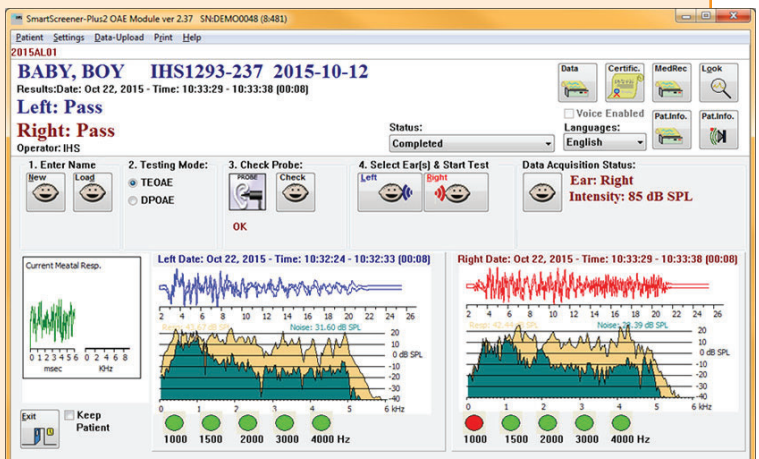 SmartScreener-Plus2 OAE Module ver 2.37 SN:DEMO0048 (8:481)
Patient Settings Data-Upload Print Help
2015AL01
BABY, BOY IHS1293-237 2015-10-12
Results:Date: Oct 22, 2015 - Time: 10:33:29 - 10:33:38 (00:08)
Left: Pass
Right: Pass
Operator: IHS
Status:
Completed
Data Certific. MedRec Look
Voice Enabled
Languages:
English
Pat.Info. Pat.Info.
1. Enter Name
New Load
2. Testing Mode:
TEOAE
DPOAE
3. Check Probe:
PROBE Check
OK
4. Select Ear(s) & Start Test
Left Right
Data Acquisition Status:
Ear: Right
Intensity: 85 dB SPL
Current Meatal Resp.
0 1 2 3 4 5 6 0 2 4 6 8
msec KHz
Exit
Keep
Patient
Left Date: Oct 22, 2015 - Time: 10:32:24 - 10:32:33 (00:08)
2 4 6 8 10 12 14 16 18 20 22 24 26
Noise: 31.60 dB SPL
20
10
0 dB SPL
-10
-20
-30
-40
0 1 2 3 4 5 6 kHz
1000 1500 2000 3000 4000 Hz
Right Date: Oct 22, 2015 - Time: 10:33:29 - 10:33:38 (00:08)
2 4 6 8 10 12 14 16 18 20 22 24 26
20
10
0 dB SPL
-10
-20
-30
-40
0 1 2 3 4 5 6 kHz
1000 1500 2000 3000 4000 Hz